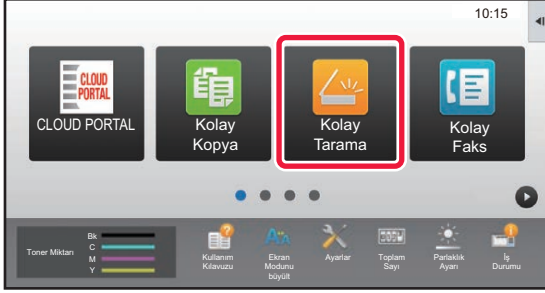 10:15
CLOUD
PORTAL
CLOUD PORTAL
Kolay
Kopya
Kolay
Tarama
Kolay
Faks
Toner Miktarı
Bk
C
M
Y
Kullanım
Kılavuzu
Ekran
Modunu
büyült
Ayarlar
Toplam
Sayı
Parlaklık
Ayarı
İş
Durumu